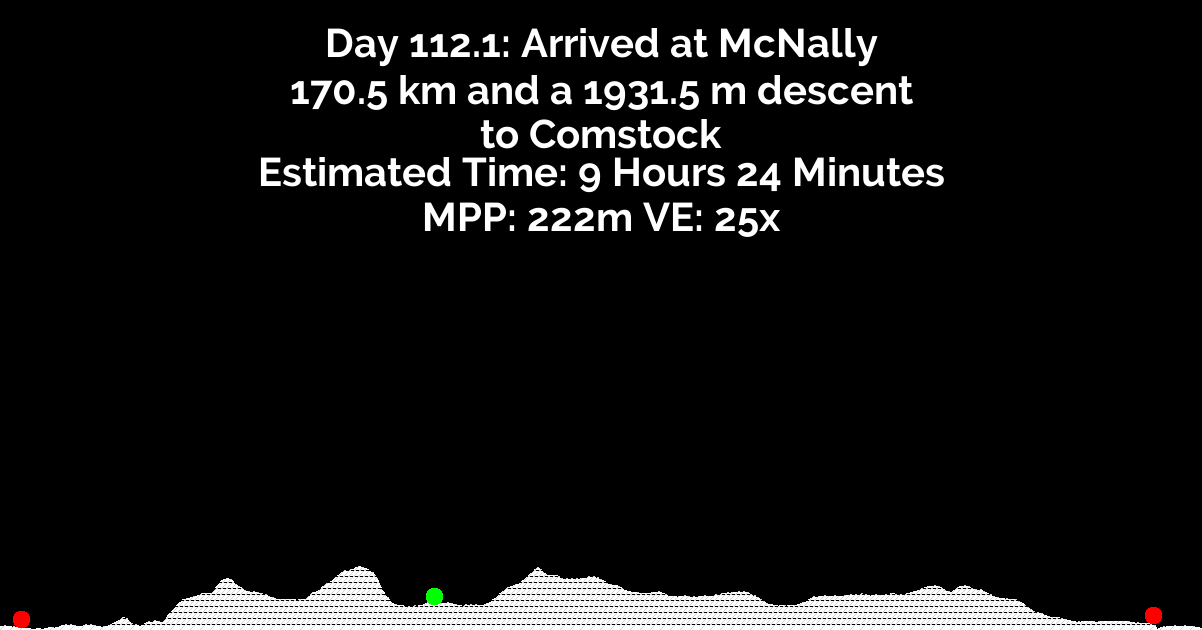 Day 112.1: Arrived at McNally
170.5 km and a 1931.5 m descent
to Comstock
Estimated Time: 9 Hours 24 Minutes
MPP: 222m VE: 25x